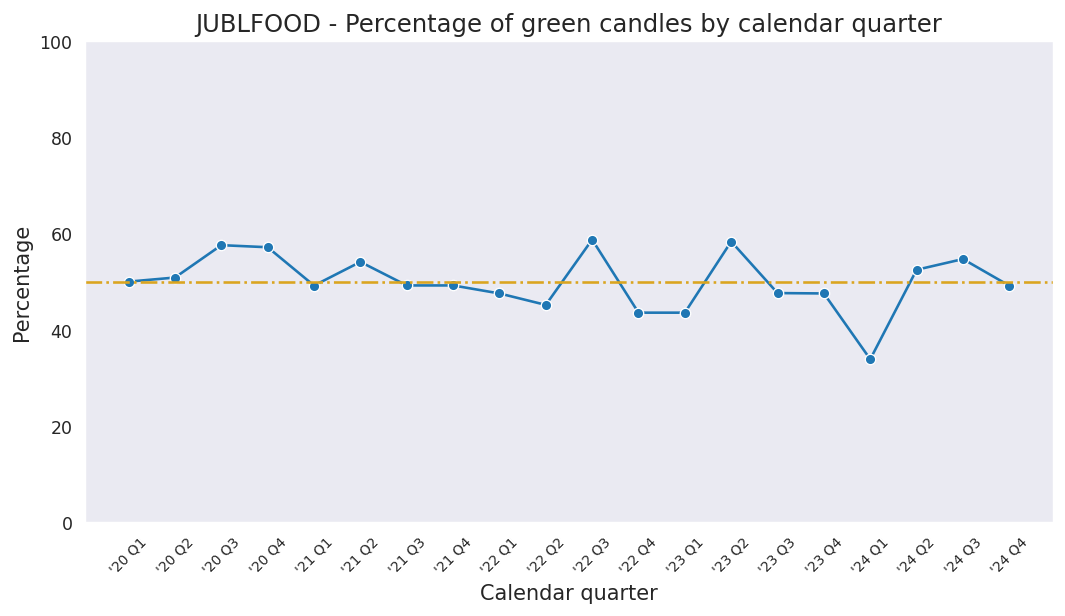 JUBLFOOD - Percentage of green candles by calendar quarter
Percentage
100
80
60
40
20
0
'20 Q1
'20 Q2
'20 Q3
'20 Q4
'21 Q1
'21 Q2
'21 Q3
'21 Q4
'22 Q1
'22 Q2
'22 Q3
'22 Q4
'23 Q1
'23 Q2
'23 Q3
'23 Q4
'24 Q1
'24 Q2
'24 Q3
'24 Q4
Calendar quarter